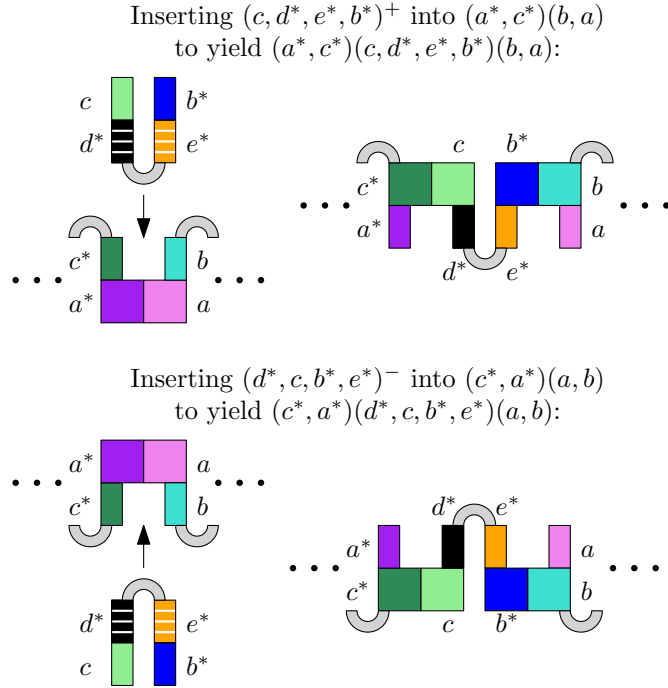 Inserting $(c, d^*, e^*, b^*)^+$ into $(a^*, c^*)(b, a)$
to yield $(a^*, c^*)(c, d^*, e^*, b^*)(b, a)$:
c b*
d* e*
c b*
c* b
a* a
d* e*
c* b
a* a
Inserting $(d^*, c, b^*, e^*)^-$ into $(c^*, a^*)(a, b)$
to yield $(c^*, a^*)(d^*, c, b^*, e^*)(a, b)$:
a* a
c* b
d* e*
a* a
c* b
c b*
d* e*
c b*